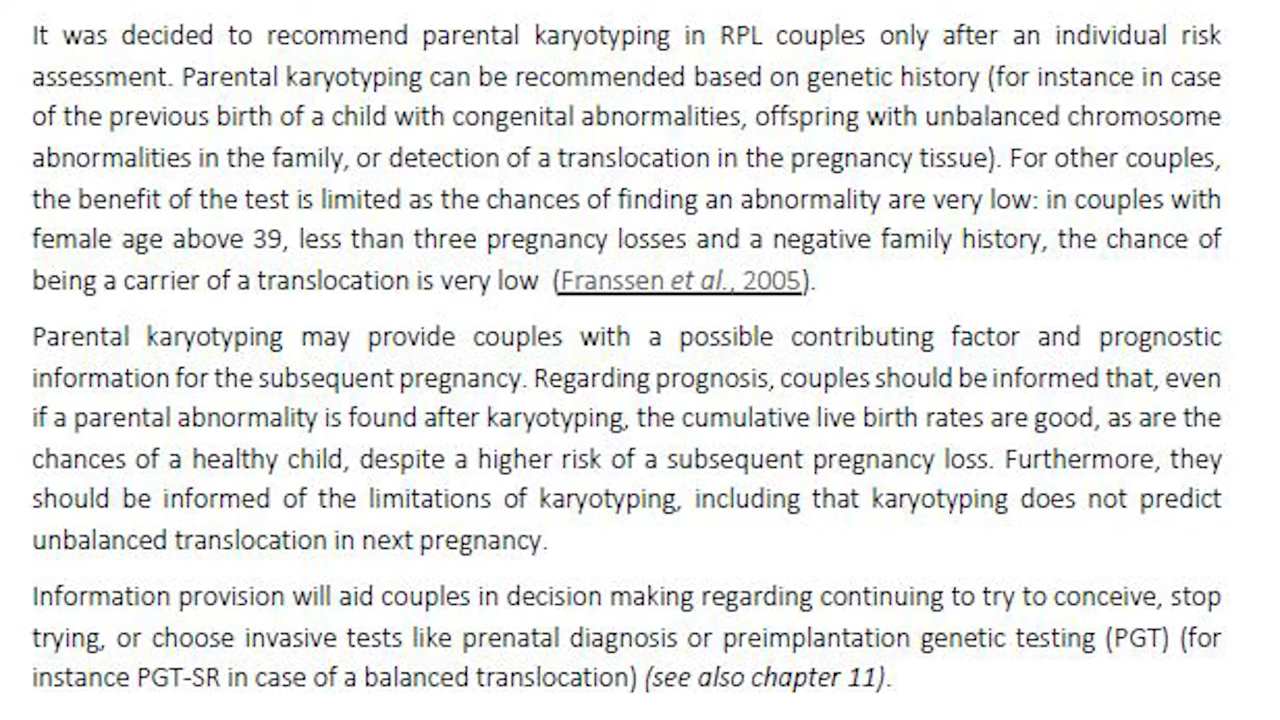 It was decided to recommend parental karyotyping in RPL couples only after an individual risk
assessment. Parental karyotyping can be recommended based on genetic history (for instance in case
of the previous birth of a child with congenital abnormalities, offspring with unbalanced chromosome
abnormalities in the family, or detection of a translocation in the pregnancy tissue). For other couples,
the benefit of the test is limited as the chances of finding an abnormality are very low: in couples with
female age above 39, less than three pregnancy losses and a negative family history, the chance of
being a carrier of a translocation is very low (Franssen et al., 2005).
Parental karyotyping may provide couples with a possible contributing factor and prognostic
information for the subsequent pregnancy. Regarding prognosis, couples should be informed that, even
if a parental abnormality is found after karyotyping, the cumulative live birth rates are good, as are the
chances of a healthy child, despite a higher risk of a subsequent pregnancy loss. Furthermore, they
should be informed of the limitations of karyotyping, including that karyotyping does not predict
unbalanced translocation in next pregnancy.
Information provision will aid couples in decision making regarding continuing to try to conceive, stop
trying, or choose invasive tests like prenatal diagnosis or preimplantation genetic testing (PGT) (for
instance PGT-SR in case of a balanced translocation) (see also chapter 11).